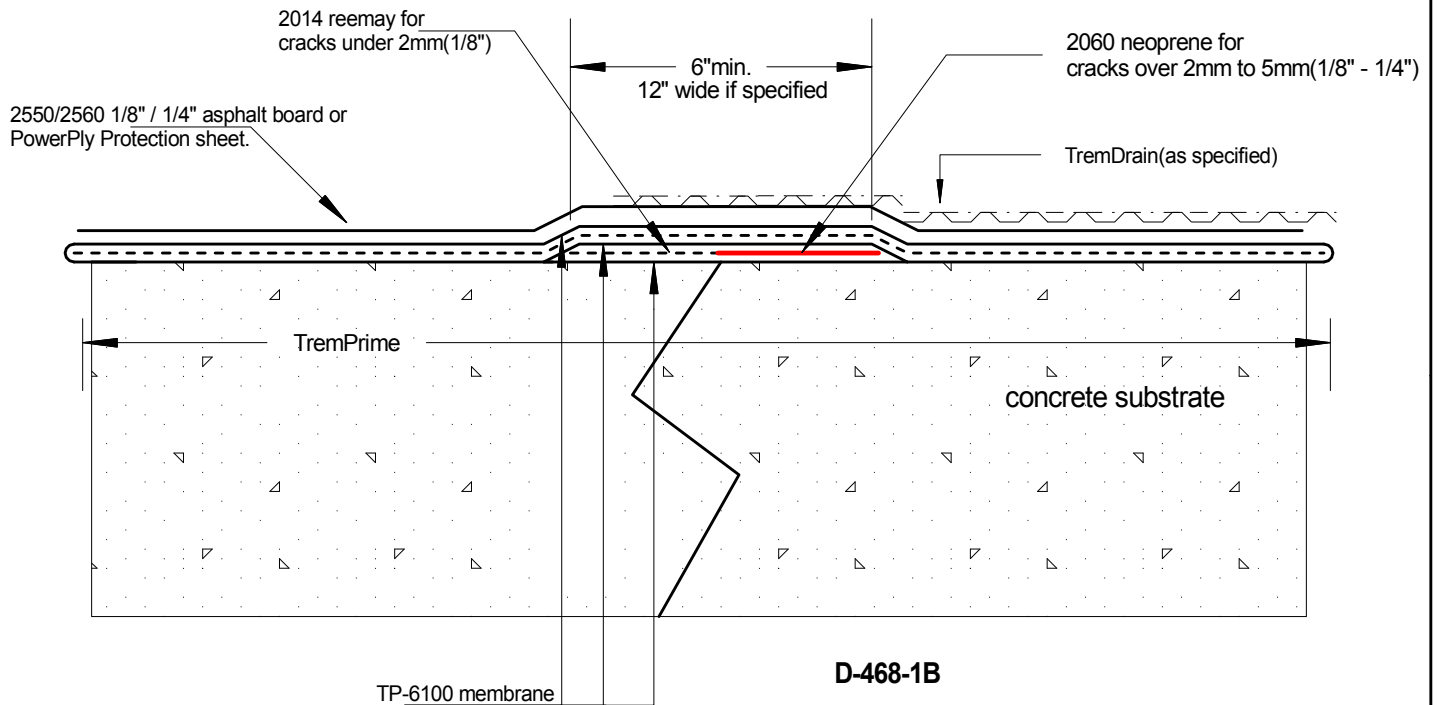 2014 reemay for
cracks under 2mm(1/8")
6"min.
12" wide if specified
2060 neoprene for
cracks over 2mm to 5mm(1/8" - 1/4")
2550/2560 1/8" / 1/4" asphalt board or
PowerPly Protection sheet.
TremDrain(as specified)
TremPrime
concrete substrate
D-468-1B
TP-6100 membrane